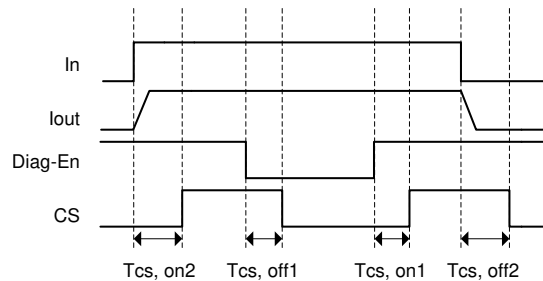 In
Iout
Diag-En
CS
Tcs, on2 Tcs, off1 Tcs, on1 Tcs, off2